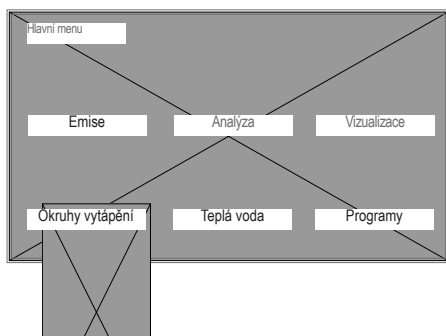 Hlavní menu
Emise Analýza Vizualizace
Okruhy vytápění Teplá voda Programy